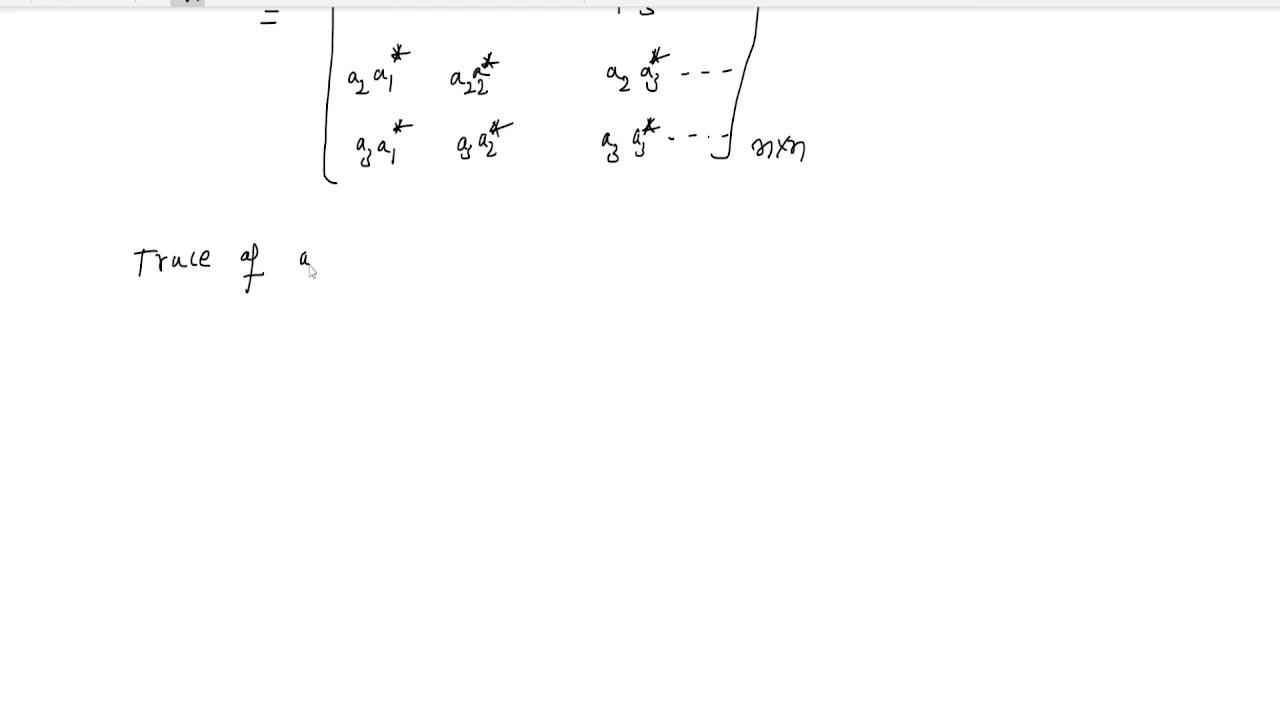 =
a₂a₁* a₂a₂* a₂a₃* ---
a₃a₁* a₃a₂* a₃a₃* ---- n×n
Trace of a